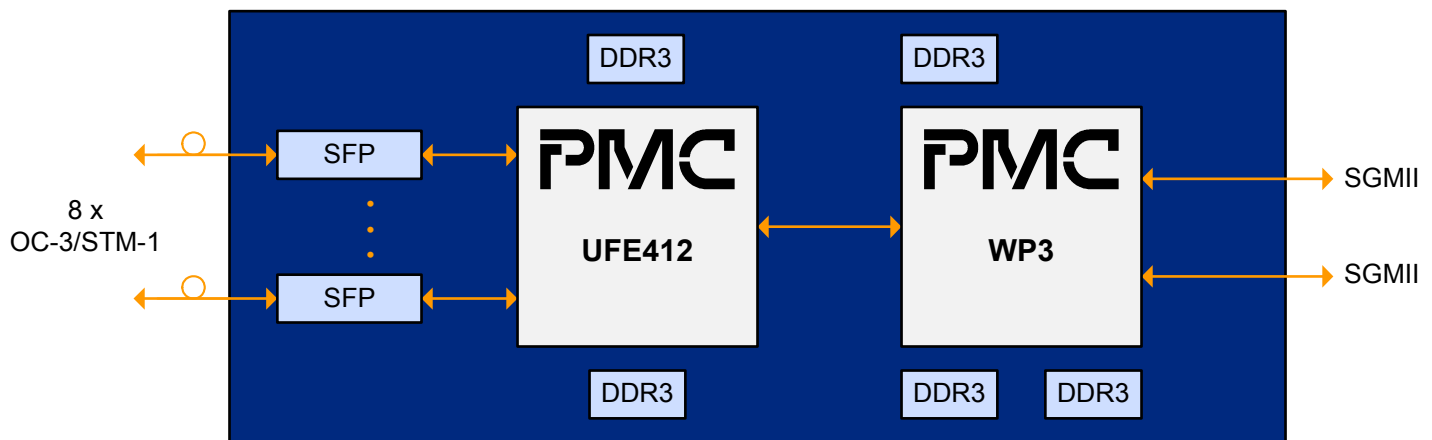 DDR3
DDR3
8 x
OC-3/STM-1
SFP
SFP
PMC
UFE412
PMC
WP3
SGMII
SGMII
DDR3
DDR3
DDR3